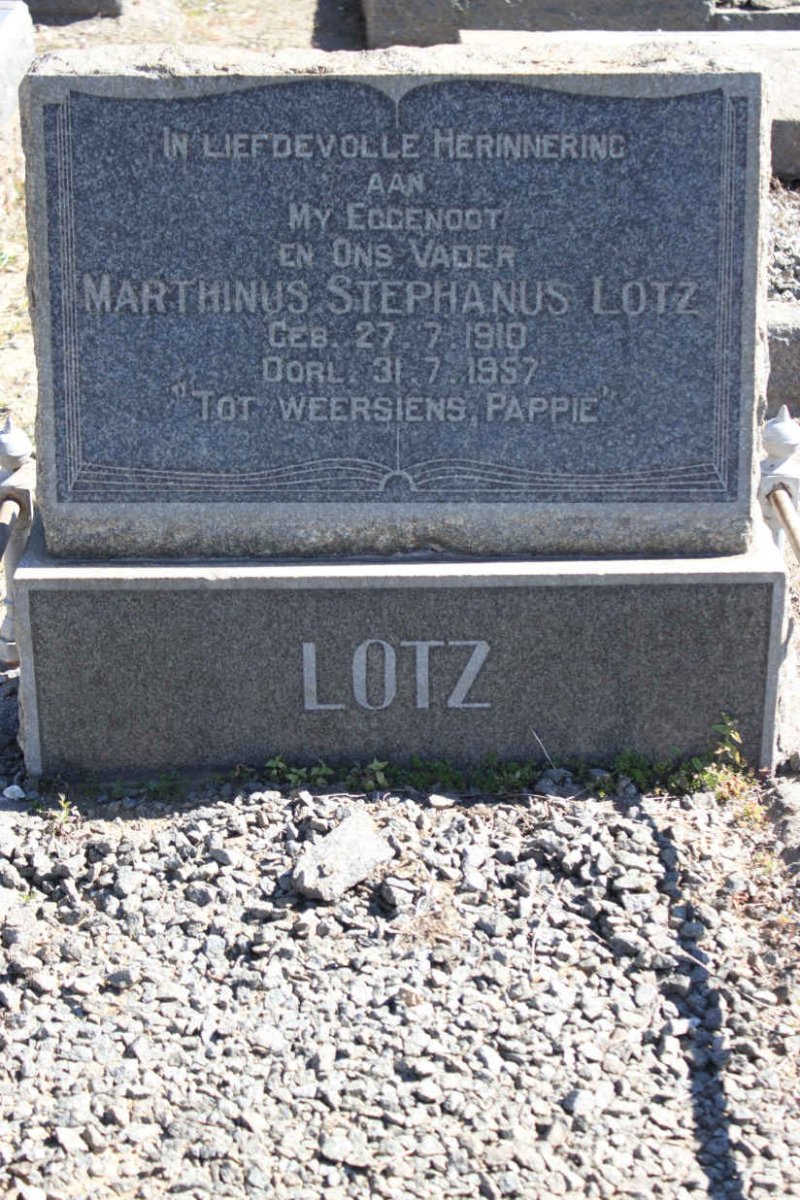 In liefdevolle Herinnering
aan
My Eggenoot
en Ons Vader
Marthinus Stephanus Lotz
Geb. 27. 7. 1910
Oorl. 31. 7. 1957
"Tot weersiens, Pappie"
LOTZ